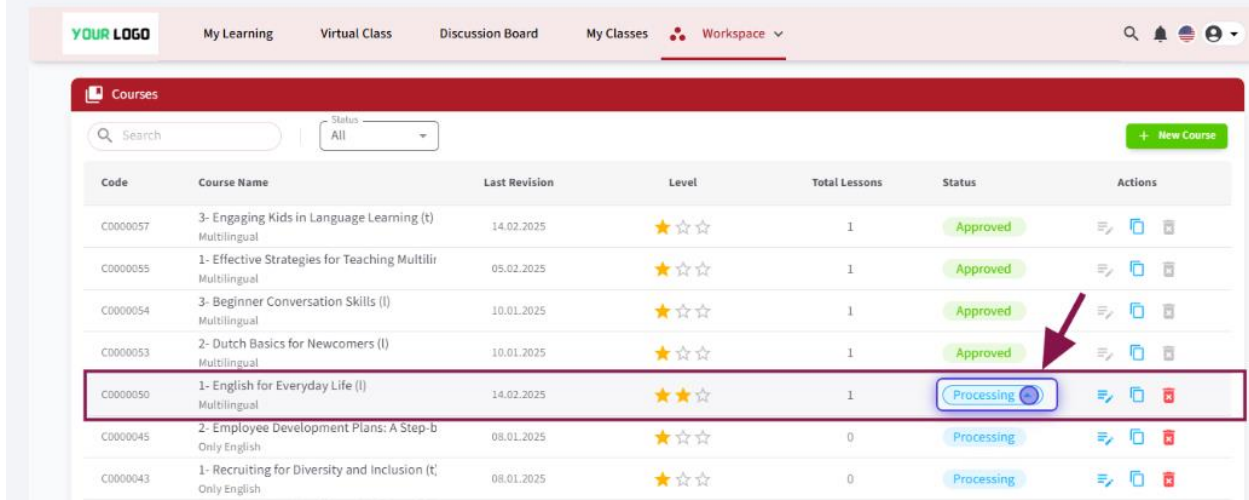 YOUR LOGO My Learning Virtual Class Discussion Board My Classes Workspace
Courses
Search Status All + New Course
Code Course Name Last Revision Level Total Lessons Status Actions
C0000057 3- Engaging Kids in Language Learning (t) 14.02.2025 1 Approved
Multilingual
C0000055 1- Effective Strategies for Teaching Multilin 05.02.2025 1 Approved
Multilingual
C0000054 3- Beginner Conversation Skills (l) 10.01.2025 1 Approved
Multilingual
C0000053 2- Dutch Basics for Newcomers (l) 10.01.2025 1 Approved
Multilingual
C0000050 1- English for Everyday Life (l) 14.02.2025 1 Processing
Multilingual
C0000045 2- Employee Development Plans: A Step-b 08.01.2025 0 Processing
Only English
C0000043 1- Recruiting for Diversity and Inclusion (t) 08.01.2025 0 Processing
Only English